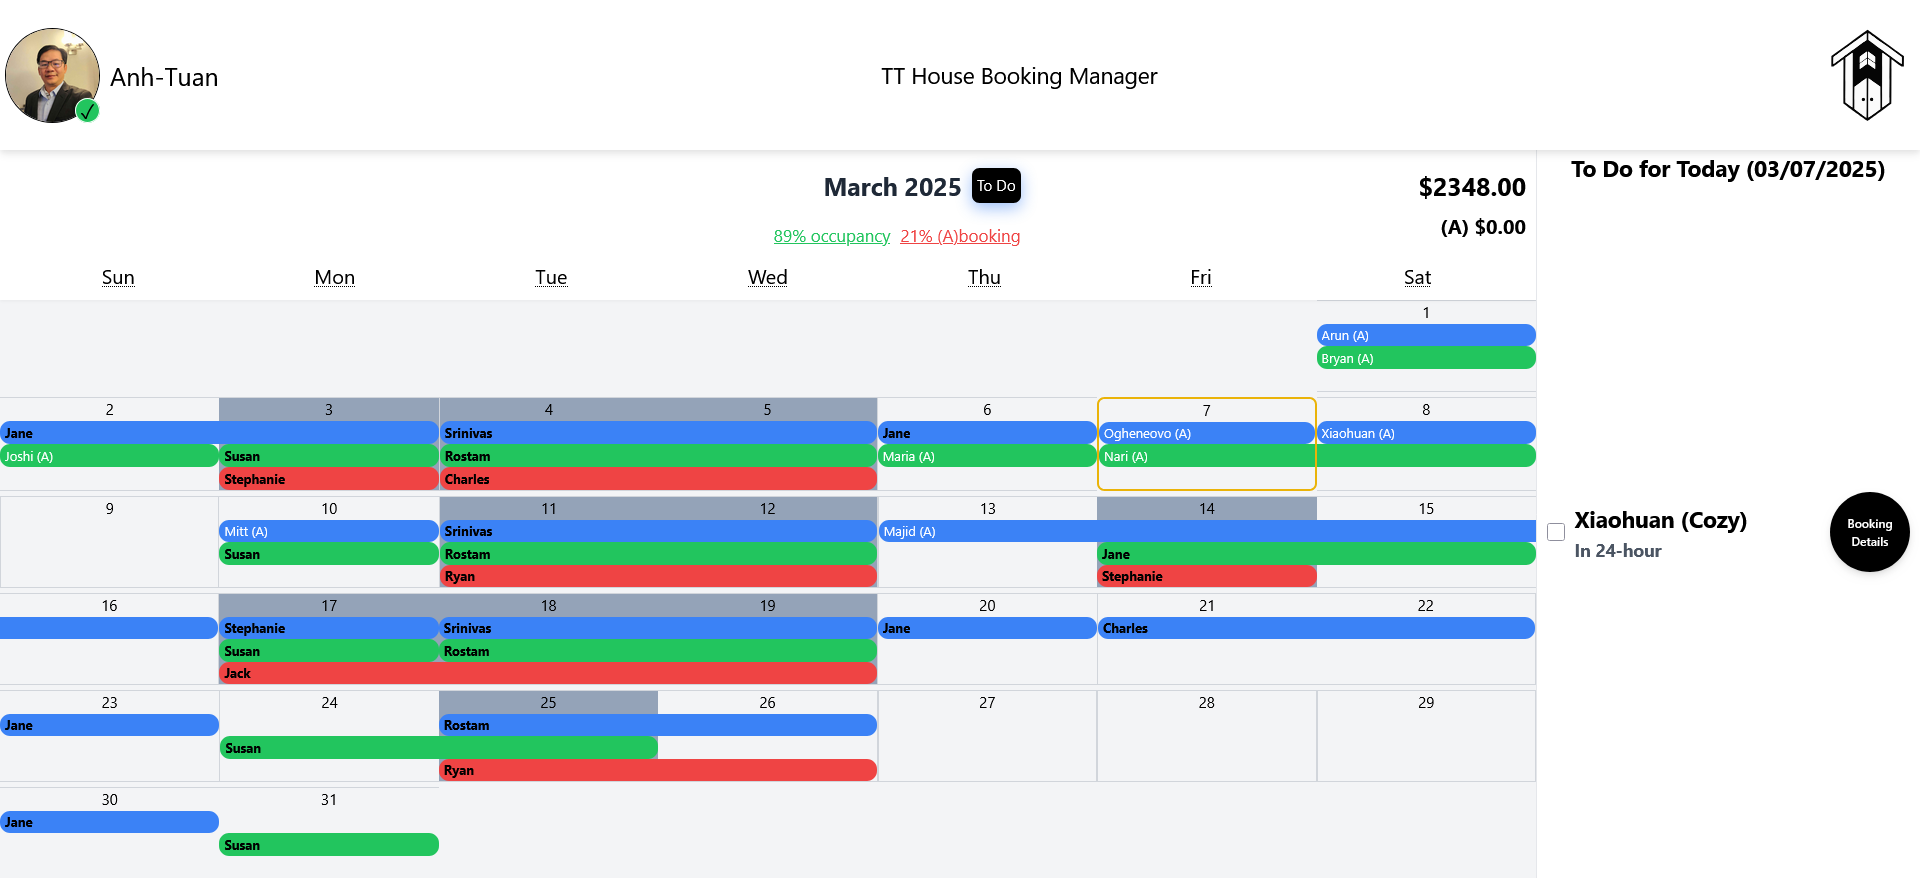 Anh-Tuan
TT House Booking Manager
March 2025 To Do
$2348.00
(A) $0.00
89% occupancy 21% (A)booking
Sun Mon Tue Wed Thu Fri Sat
1
Arun (A)
Bryan (A)
2 3 4 5 6 7 8
Jane Srinivas Jane Ogheneovo (A) Xiaohuan (A)
Joshi (A) Susan Rostam Maria (A) Nari (A)
Stephanie Charles
9 10 11 12 13 14 15
Mitt (A) Srinivas Majid (A)
Susan Rostam Jane
Ryan Stephanie
16 17 18 19 20 21 22
Stephanie Srinivas Jane Charles
Susan Rostam
Jack
23 24 25 26 27 28 29
Jane Rostam
Susan
Ryan
30 31
Jane
Susan
To Do for Today (03/07/2025)
Xiaohuan (Cozy)
In 24-hour
Booking
Details